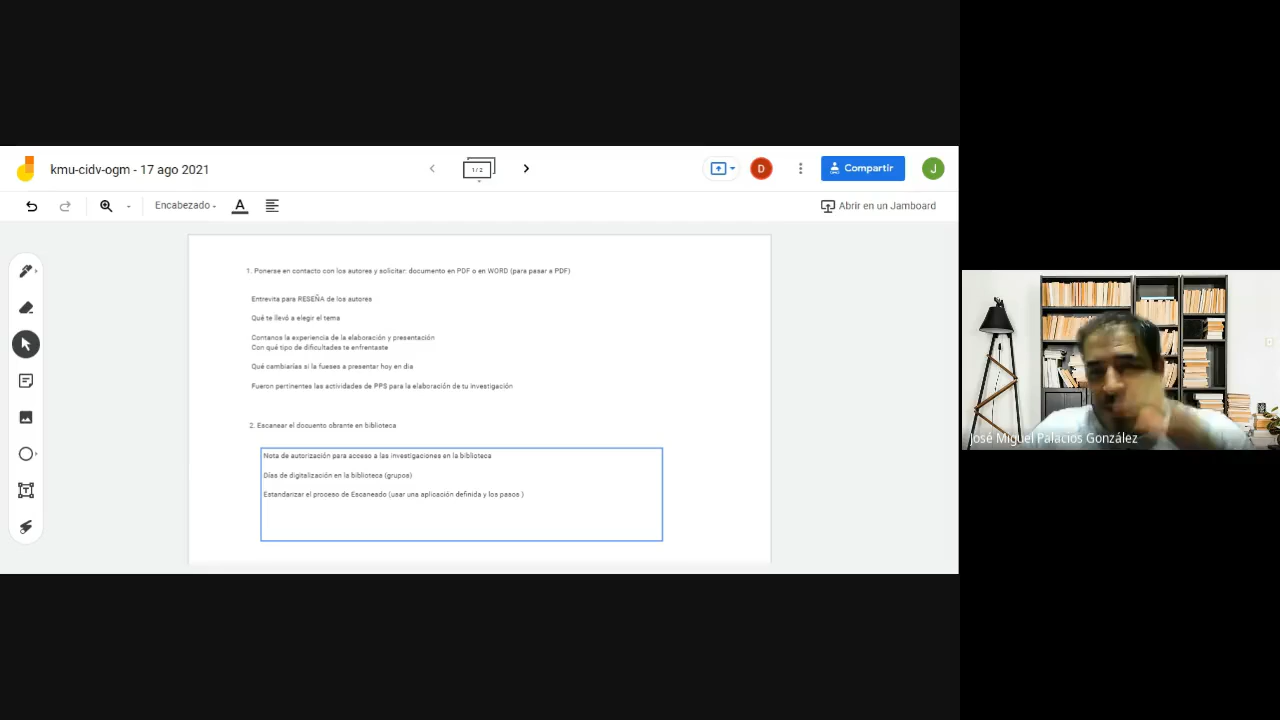 kmu-cidv-ogm - 17 ago 2021
1 / 2
D
Compartir
J
Encabezado
A
Abrir en un Jamboard
1. Ponerse en contacto con los autores y solicitar: documento en PDF o en WORD (para pasar a PDF)
Entrevita para RESEÑA de los autores
Qué te llevó a elegir el tema
Contanos la experiencia de la elaboración y presentación
Con qué tipo de dificultades te enfrentaste
Qué cambiarías si la fueses a presentar hoy en día
Fueron pertinentes las actividades de PPS para la elaboración de tu investigación
2. Escanear el docuento obrante en biblioteca
Nota de autorización para acceso a las investigaciones en la biblioteca
Días de digitalización en la biblioteca (grupos)
Estandarizar el proceso de Escaneado (usar una aplicación definida y los pasos )
José Miguel Palacios González